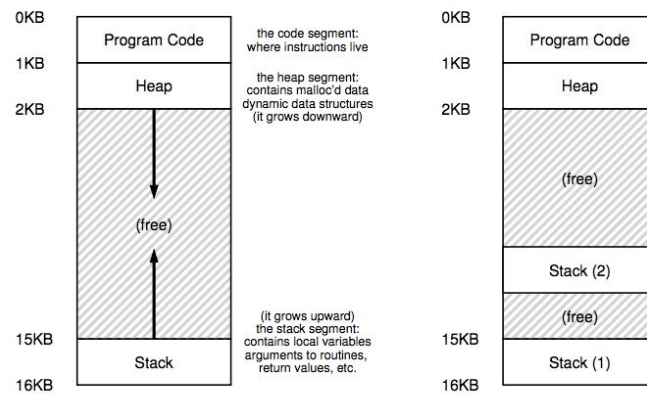 0KB
Program Code
the code segment:
where instructions live
1KB
Heap
the heap segment:
contains malloc'd data
dynamic data structures
(it grows downward)
2KB
(free)
(it grows upward)
the stack segment:
contains local variables
arguments to routines,
return values, etc.
15KB
Stack
16KB
0KB
Program Code
1KB
Heap
2KB
(free)
Stack (2)
(free)
15KB
Stack (1)
16KB